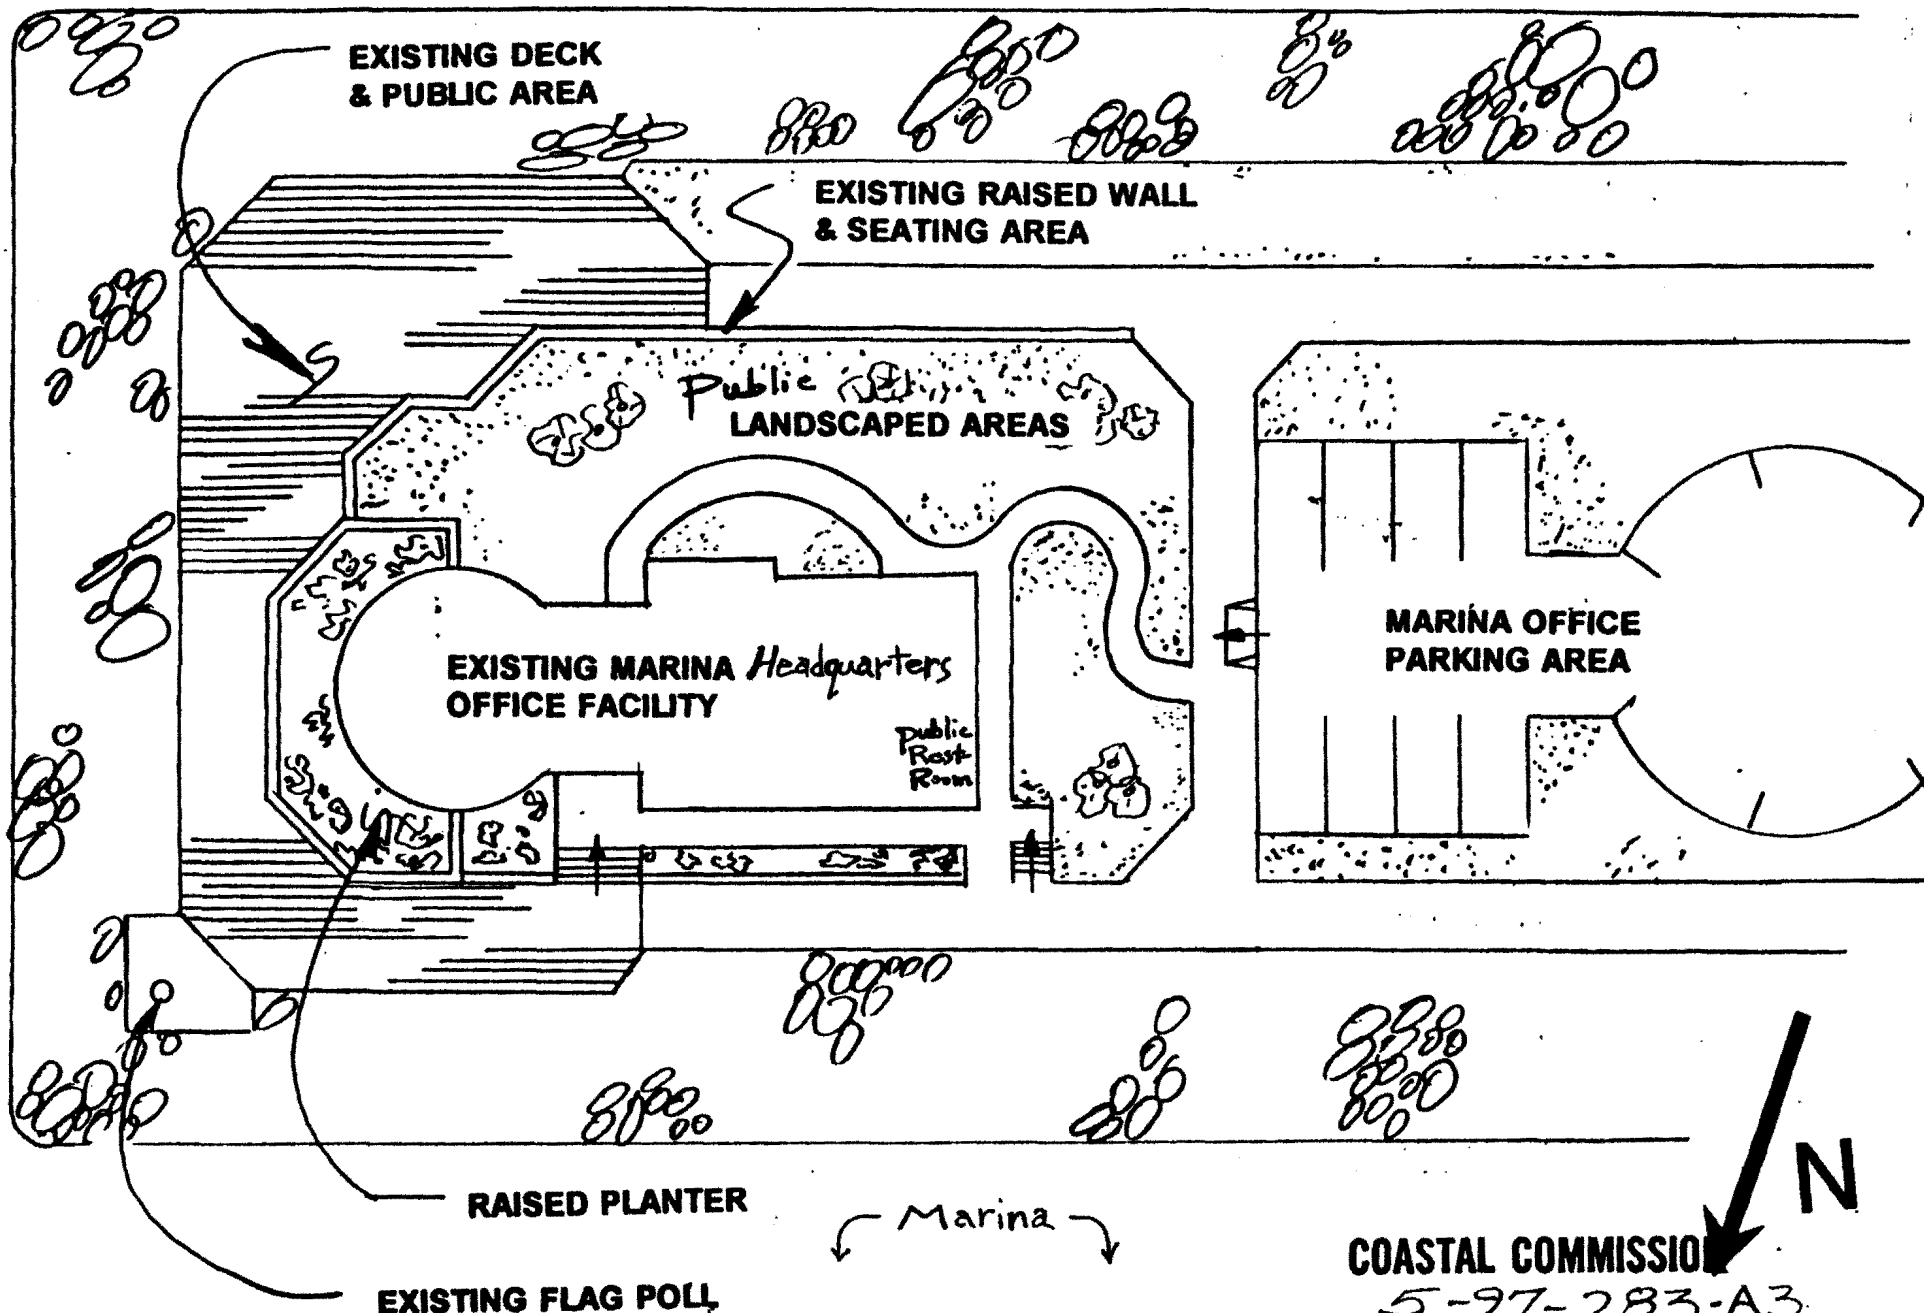 EXISTING DECK
& PUBLIC AREA
EXISTING RAISED WALL
& SEATING AREA
Public
LANDSCAPED AREAS
EXISTING MARINA Headquarters
OFFICE FACILITY
Public
Rest
Room
MARINA OFFICE
PARKING AREA
RAISED PLANTER
Marina
N
COASTAL COMMISSION
5-97-283-A3
EXISTING FLAG POLL